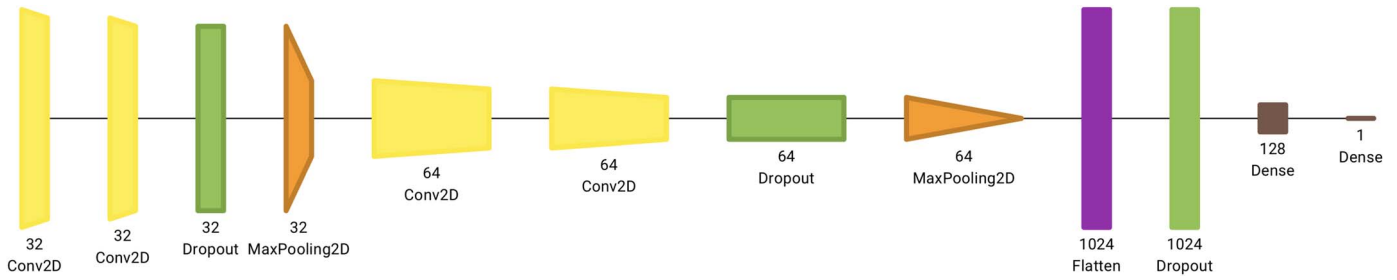 32
Conv2D
32
Conv2D
32
Dropout
32
MaxPooling2D
64
Conv2D
64
Conv2D
64
Dropout
64
MaxPooling2D
1024
Flatten
1024
Dropout
128
Dense
1
Dense